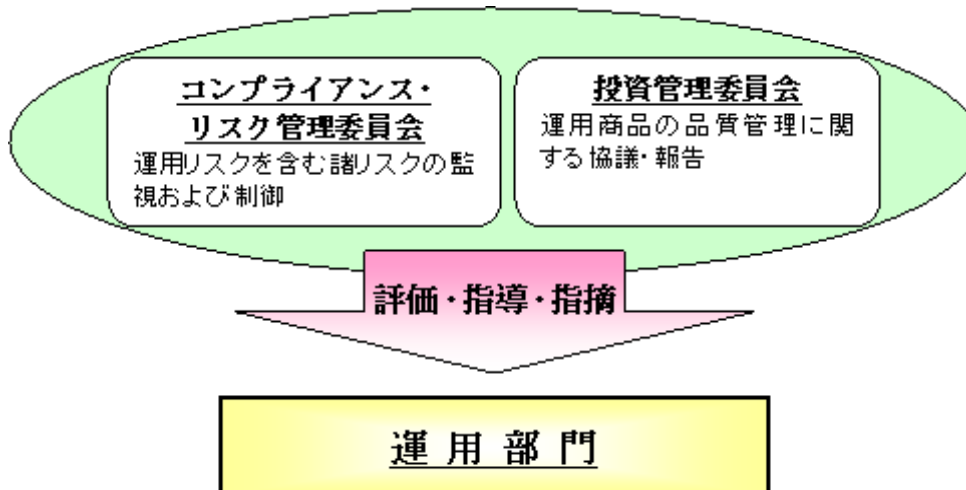 コンプライアンス・
リスク管理委員会
運用リスクを含む諸リスクの監
視および制御
投資管理委員会
運用商品の品質管理に関
する協議・報告
評価・指導・指摘
運用部門